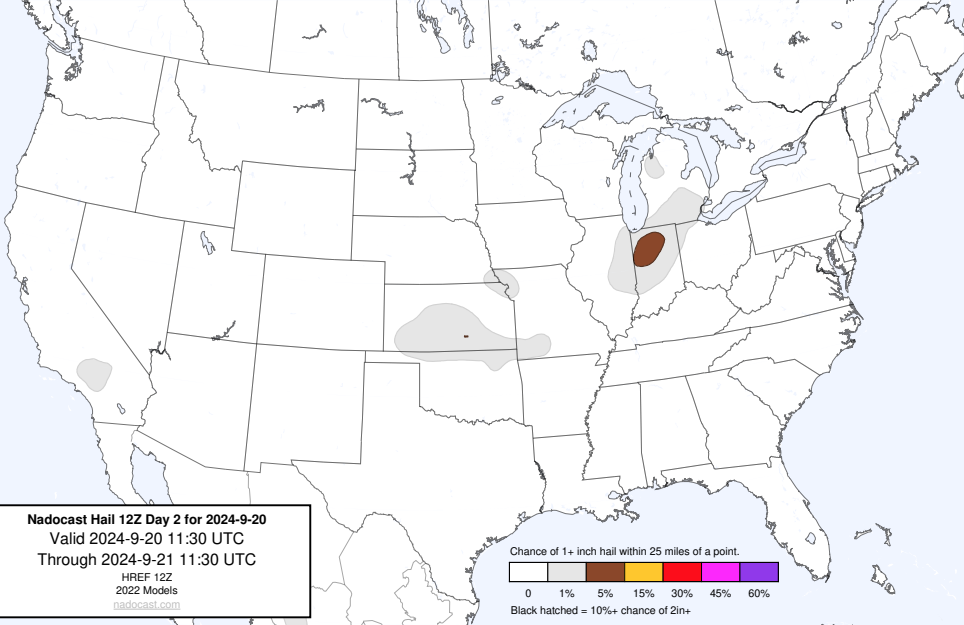 Nadocast Hail 12Z Day 2 for 2024-9-20
Valid 2024-9-20 11:30 UTC
Through 2024-9-21 11:30 UTC
HREF 12Z
2022 Models
nadocast.com
Chance of 1+ inch hail within 25 miles of a point.
0 1% 5% 15% 30% 45% 60%
Black hatched = 10%+ chance of 2in+